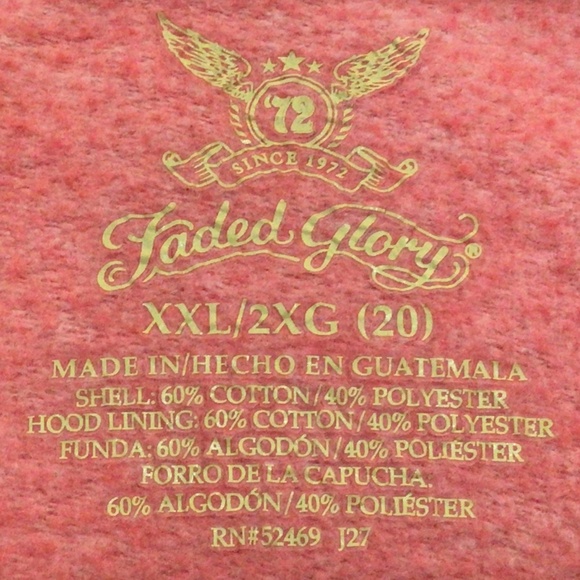 '72
SINCE 1972
Faded Glory®
XXL/2XG (20)
MADE IN/HECHO EN GUATEMALA
SHELL: 60% COTTON/40% POLYESTER
HOOD LINING: 60% COTTON/40% POLYESTER
FUNDA: 60% ALGODÓN/40% POLIÉSTER
FORRO DE LA CAPUCHA:
60% ALGODÓN/40% POLIÉSTER
RN#52469 J27